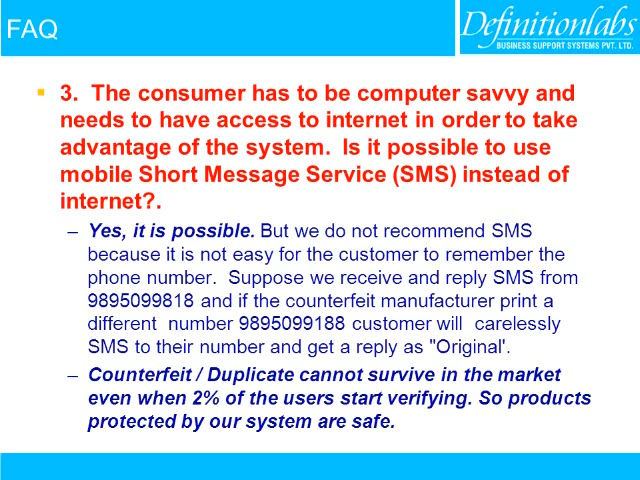 FAQ
Definitionlabs
BUSINESS SUPPORT SYSTEMS PVT. LTD.
3. The consumer has to be computer savvy and
needs to have access to internet in order to take
advantage of the system. Is it possible to use
mobile Short Message Service (SMS) instead of
internet?.
– Yes, it is possible. But we do not recommend SMS
because it is not easy for the customer to remember the
phone number. Suppose we receive and reply SMS from
9895099818 and if the counterfeit manufacturer print a
different number 9895099188 customer will carelessly
SMS to their number and get a reply as "Original'.
– Counterfeit / Duplicate cannot survive in the market
even when 2% of the users start verifying. So products
protected by our system are safe.